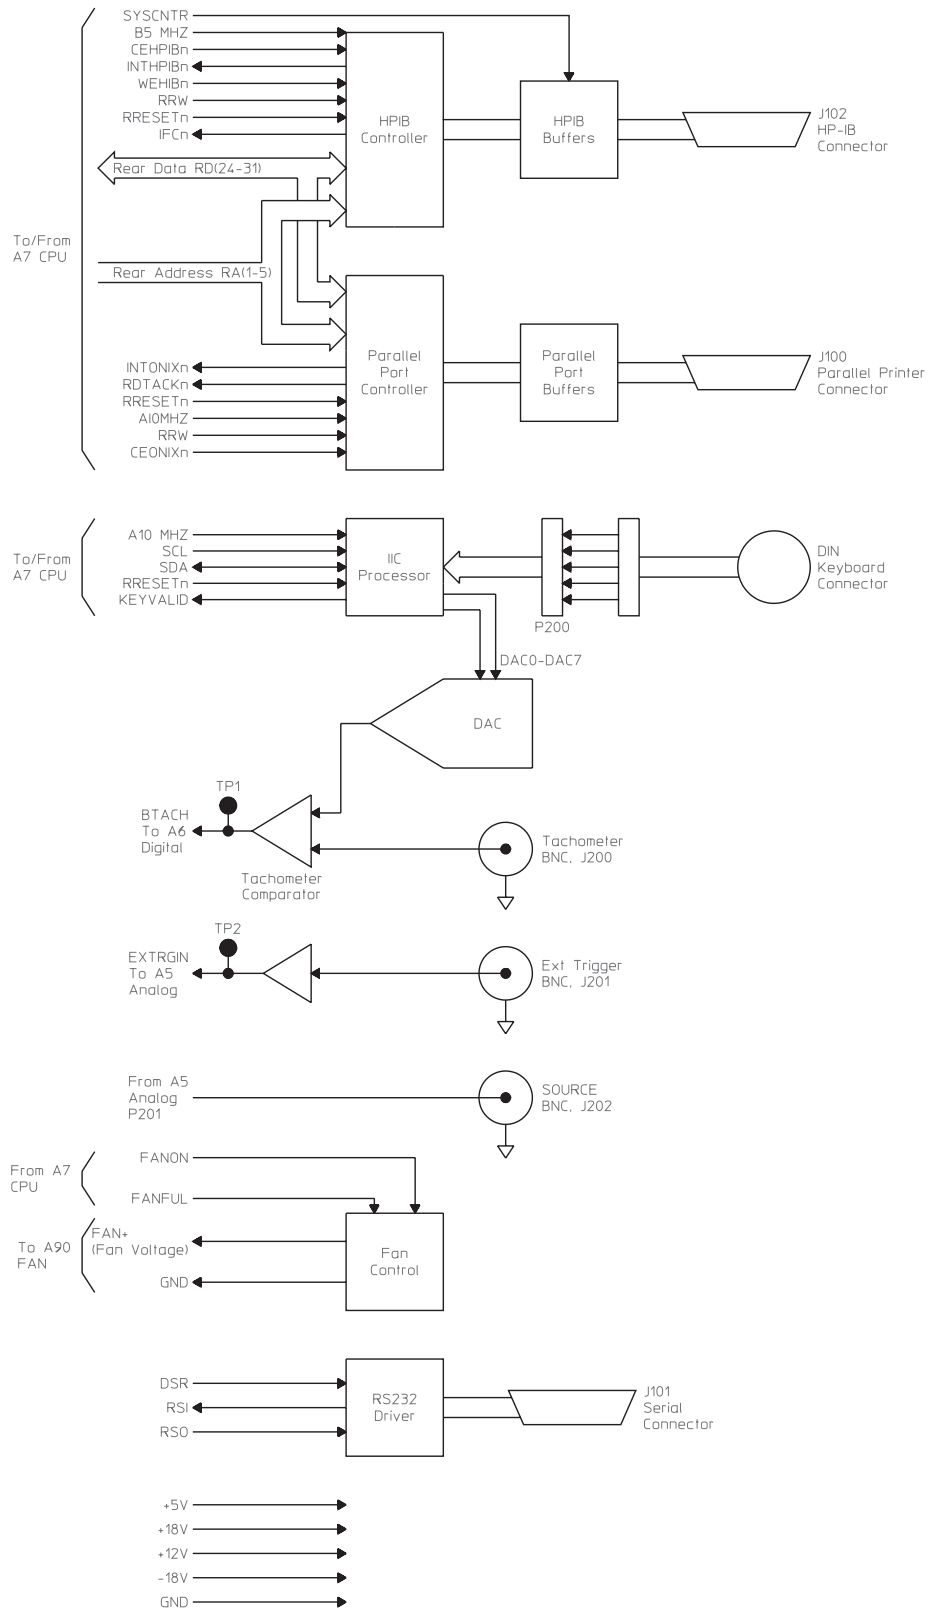 SYSCNTR
B5 MHZ
CEHPIBn
INTHPIBn
WEHIBn
RRW
RRESETn
IFCn
HPIB
Controller
HPIB
Buffers
J102
HP-IB
Connector
Rear Data RD(24-31)
To/From
A7 CPU
Rear Address RA(1-5)
INTONIXn
RDTACKn
RRESETn
A10MHZ
RRW
CEONIXn
Parallel
Port
Controller
Parallel
Port
Buffers
J100
Parallel Printer
Connector
To/From
A7 CPU
A10 MHZ
SCL
SDA
RRESETn
KEYVALID
IIC
Processor
P200
DIN
Keyboard
Connector
DAC0-DAC7
DAC
TP1
BTACH
To A6
Digital
Tachometer
Comparator
Tachometer
BNC, J200
TP2
EXTRGIN
To A5
Analog
Ext Trigger
BNC, J201
From A5
Analog
P201
SOURCE
BNC, J202
From A7
CPU
FANON
FANFUL
To A90
FAN
FAN+
(Fan Voltage)
GND
Fan
Control
DSR
RSI
RSO
RS232
Driver
J101
Serial
Connector
+5V
+18V
+12V
-18V
GND